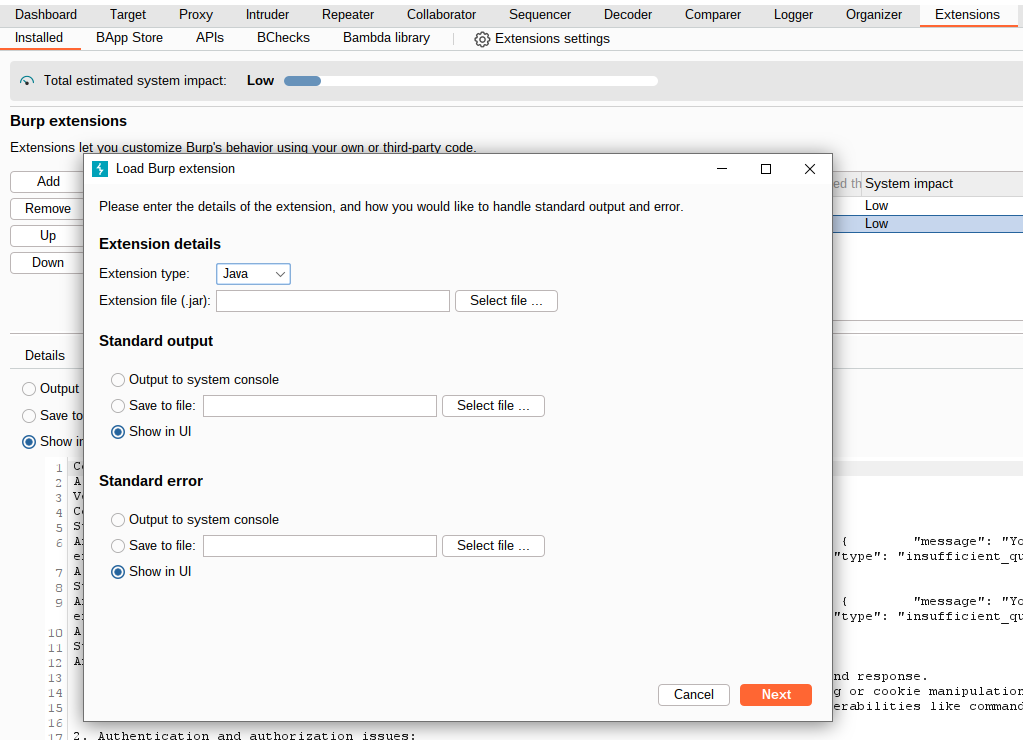 Dashboard Target Proxy Intruder Repeater Collaborator Sequencer Decoder Comparer Logger Organizer Extensions
Installed BApp Store APIs BChecks Bambda library Extensions settings
Total estimated system impact: Low
Burp extensions
Extensions let you customize Burp's behavior using your own or third-party code.
Load Burp extension
Add
Remove
Up
Down
System impact
Low
Low
Please enter the details of the extension, and how you would like to handle standard output and error.
Extension details
Extension type: Java
Extension file (.jar): Select file ...
Standard output
Output to system console
Save to file: Select file ...
Show in UI
Standard error
Output to system console
Save to file: Select file ...
Show in UI
Cancel Next
Details
Output
Save to
Show in
1
2
3
4
5
6 { "message": "Yo
"type": "insufficient_qu
7
8
9 { "message": "Yo
"type": "insufficient_qu
10
11
12
13 nd response.
14 g or cookie manipulation
15 erabilities like command
16
17 2. Authentication and authorization issues: